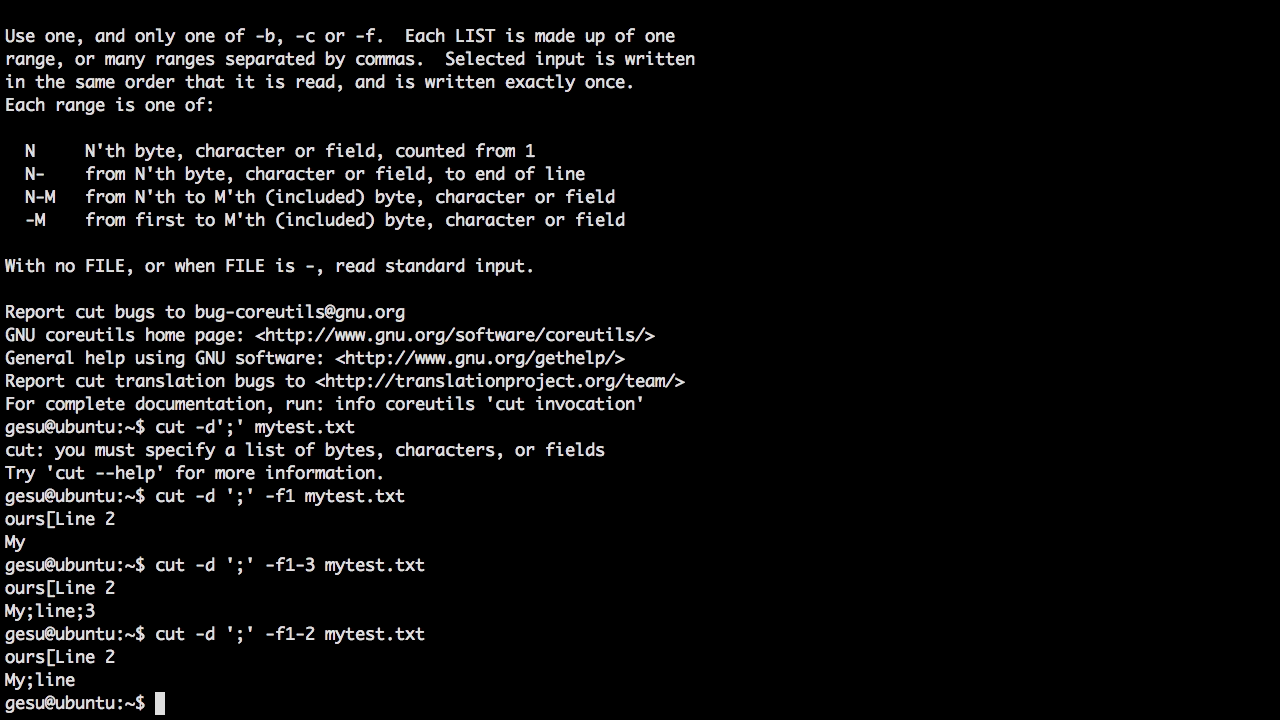 Use one, and only one of -b, -c or -f.  Each LIST is made up of one
range, or many ranges separated by commas.  Selected input is written
in the same order that it is read, and is written exactly once.
Each range is one of:

  N     N'th byte, character or field, counted from 1
  N-    from N'th byte, character or field, to end of line
  N-M   from N'th to M'th (included) byte, character or field
  -M    from first to M'th (included) byte, character or field

With no FILE, or when FILE is -, read standard input.

Report cut bugs to bug-coreutils@gnu.org
GNU coreutils home page: <http://www.gnu.org/software/coreutils/>
General help using GNU software: <http://www.gnu.org/gethelp/>
Report cut translation bugs to <http://translationproject.org/team/>
For complete documentation, run: info coreutils 'cut invocation'
gesu@ubuntu:~$ cut -d';' mytest.txt
cut: you must specify a list of bytes, characters, or fields
Try 'cut --help' for more information.
gesu@ubuntu:~$ cut -d ';' -f1 mytest.txt
ours[Line 2
My
gesu@ubuntu:~$ cut -d ';' -f1-3 mytest.txt
ours[Line 2
My;line;3
gesu@ubuntu:~$ cut -d ';' -f1-2 mytest.txt
ours[Line 2
My;line
gesu@ubuntu:~$